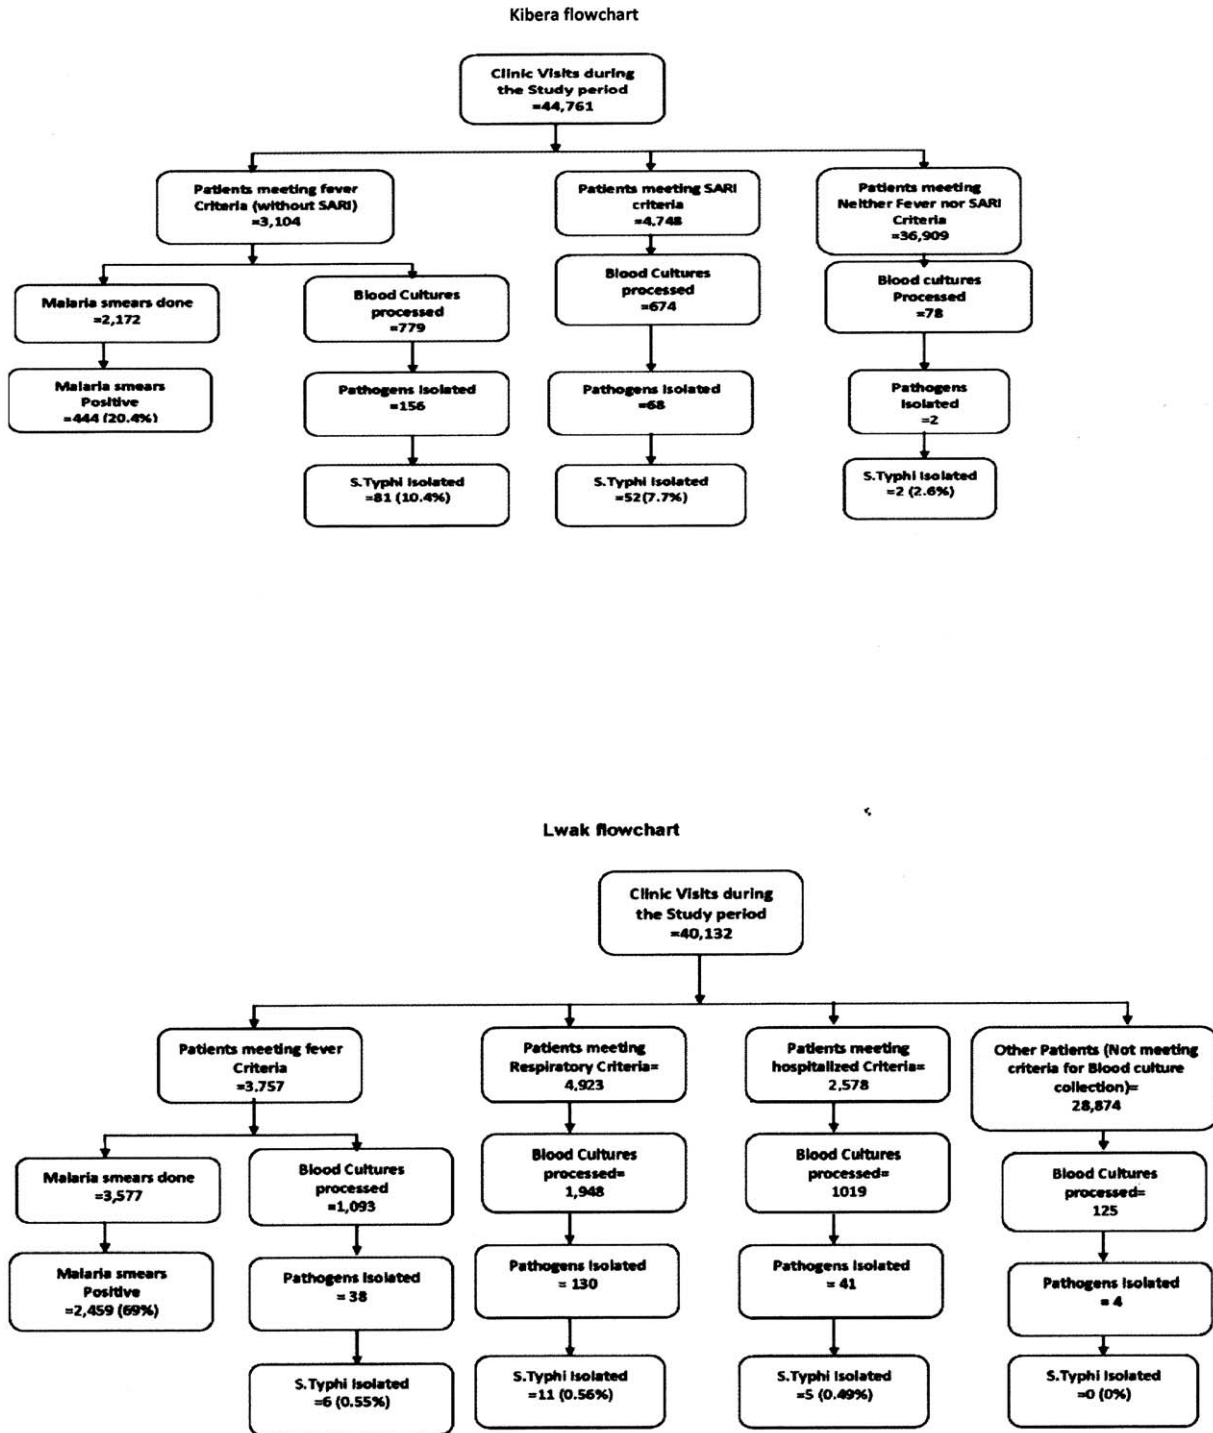 Kibera flowchart
Clinic Visits during
the Study period
=44,761
Patients meeting fever
Criteria (without SARI)
=3,104
Patients meeting SARI
criteria
=4,748
Patients meeting
Neither Fever nor SARI
Criteria
=36,909
Malaria smears done
=2,172
Blood Cultures
processed
=779
Blood Cultures
processed
=674
Blood cultures
Processed
=78
Malaria smears
Positive
=444 (20.4%)
Pathogens Isolated
=156
Pathogens Isolated
=68
Pathogens
Isolated
=2
S.Typhi Isolated
=81 (10.4%)
S.Typhi Isolated
=52(7.7%)
S.Typhi Isolated
=2 (2.6%)
Lwak flowchart
Clinic Visits during
the Study period
=40,132
Patients meeting fever
Criteria
=3,757
Patients meeting
Respiratory Criteria=
4,923
Patients meeting
hospitalized Criteria=
2,578
Other Patients (Not meeting
criteria for Blood culture
collection)=
28,874
Malaria smears done
=3,577
Blood Cultures
processed
=1,093
Blood Cultures
processed=
1,948
Blood Cultures
processed=
1019
Blood Cultures
processed=
125
Malaria smears
Positive
=2,459 (69%)
Pathogens Isolated
= 38
Pathogens Isolated
= 130
Pathogens Isolated
= 41
Pathogens Isolated
= 4
S.Typhi Isolated
=6 (0.55%)
S.Typhi Isolated
=11 (0.56%)
S.Typhi Isolated
=5 (0.49%)
S.Typhi Isolated
=0 (0%)